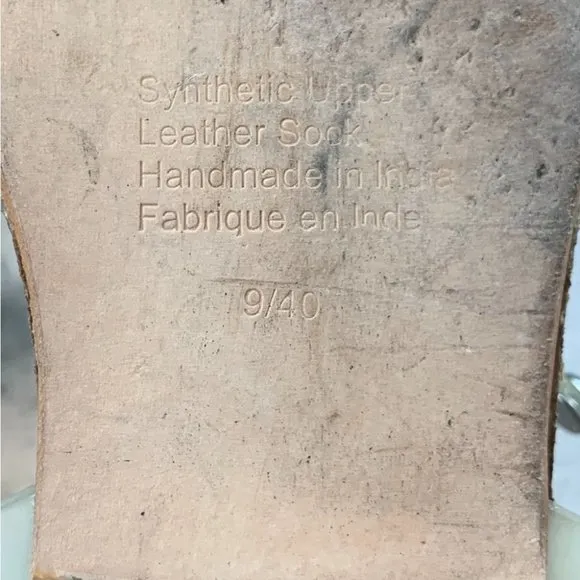 Synthetic Upper
Leather Sock
Handmade in India
Fabrique en Inde
9/40